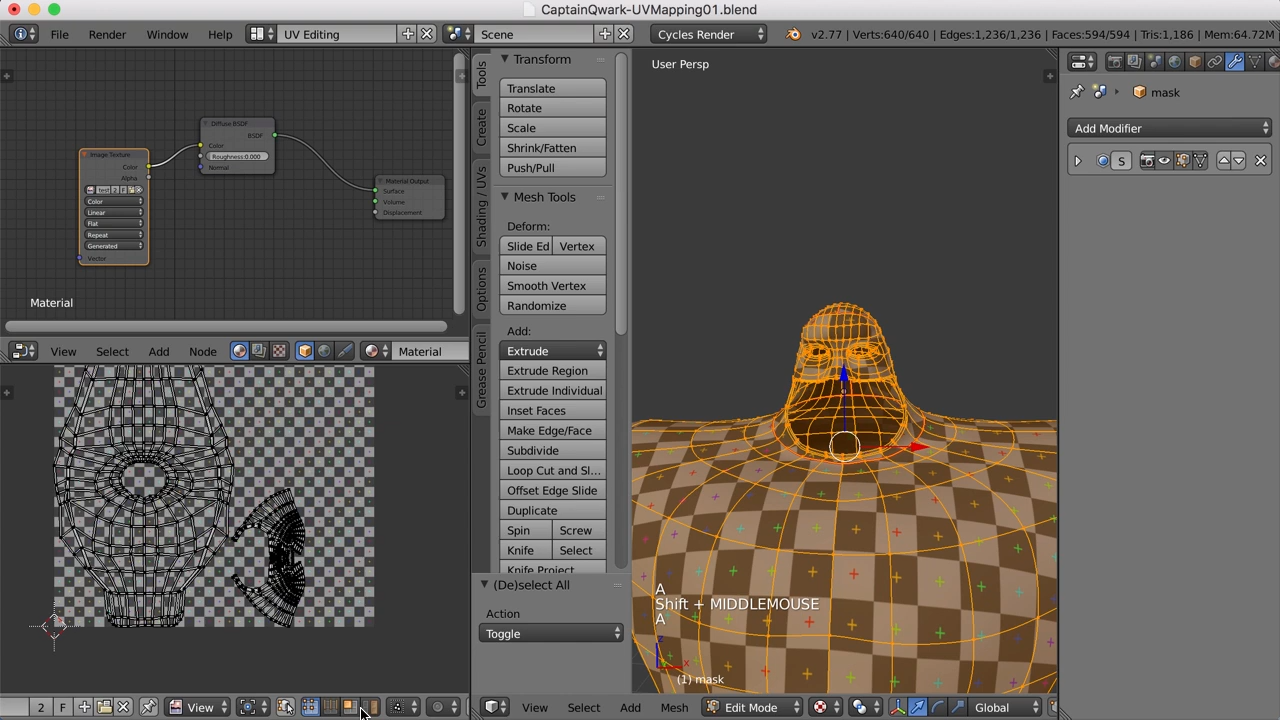 CaptainQwark-UVMapping01.blend
File Render Window Help UV Editing Scene Cycles Render v2.77 | Verts:640/640 | Edges:1,236/1,236 | Faces:594/594 | Tris:1,186 | Mem:64.72M
Diffuse BSDF
BSDF
Color
Roughness:0.000
Normal
Image Texture
Color
Alpha
test 2 F
Color
Linear
Flat
Repeat
Generated
Vector
Material Output
Surface
Volume
Displacement
Material
View Select Add Node Material
View
2 F
Tools
Create
Shading / UVs
Options
Grease Pencil
Transform
Translate
Rotate
Scale
Shrink/Fatten
Push/Pull
Mesh Tools
Deform:
Slide Ed Vertex
Noise
Smooth Vertex
Randomize
Add:
Extrude
Extrude Region
Extrude Individual
Inset Faces
Make Edge/Face
Subdivide
Loop Cut and Sl...
Offset Edge Slide
Duplicate
Spin Screw
Knife Select
Knife Project
(De)select All
Action
Toggle
User Persp
A
Shift + MIDDLEMOUSE
A
z
x
(1) mask
View Select Add Mesh Edit Mode Global
mask
Add Modifier
S